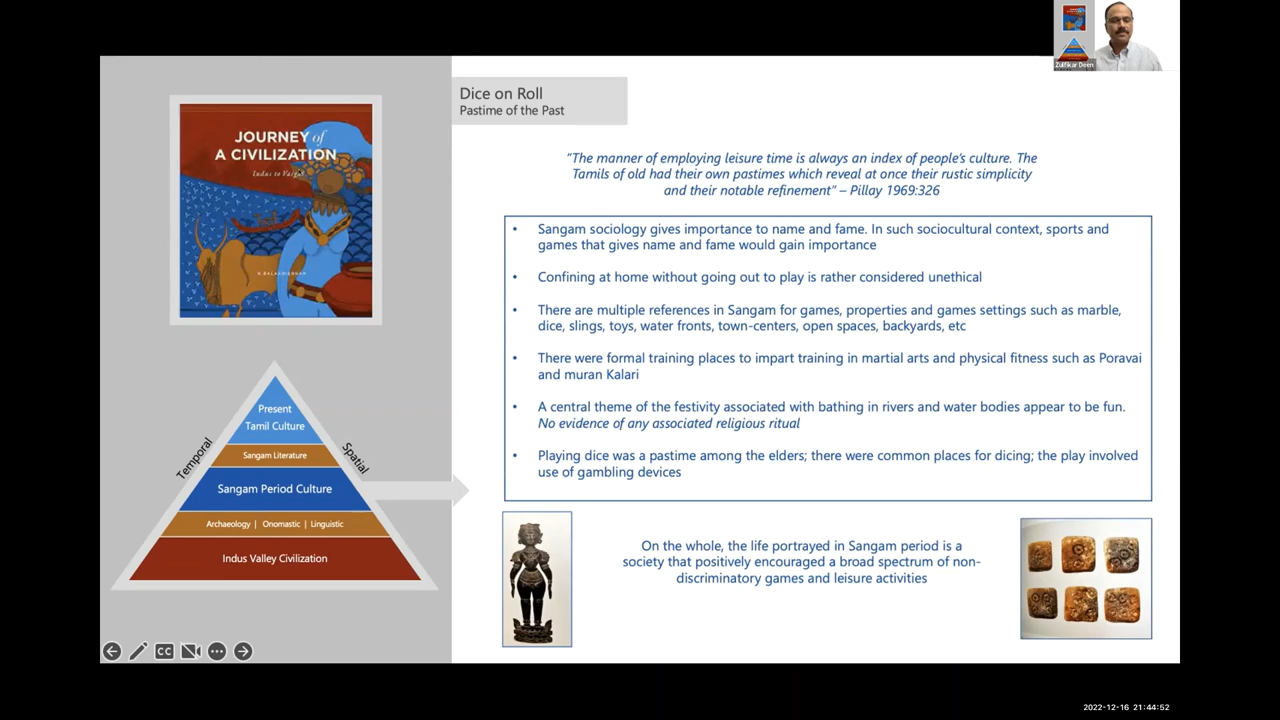 Zulfikar Deen
JOURNEY of
A CIVILIZATION
Indus to Vaigai
R. BALAKRISHNAN
Dice on Roll
Pastime of the Past
"The manner of employing leisure time is always an index of people's culture. The
Tamils of old had their own pastimes which reveal at once their rustic simplicity
and their notable refinement" – Pillay 1969:326
• Sangam sociology gives importance to name and fame. In such sociocultural context, sports and
games that gives name and fame would gain importance
• Confining at home without going out to play is rather considered unethical
• There are multiple references in Sangam for games, properties and games settings such as marble,
dice, slings, toys, water fronts, town-centers, open spaces, backyards, etc
• There were formal training places to impart training in martial arts and physical fitness such as Poravai
and muran Kalari
• A central theme of the festivity associated with bathing in rivers and water bodies appear to be fun.
No evidence of any associated religious ritual
• Playing dice was a pastime among the elders; there were common places for dicing; the play involved
use of gambling devices
Temporal
Spatial
Present
Tamil Culture
Sangam Literature
Sangam Period Culture
Archaeology | Onomastic | Linguistic
Indus Valley Civilization
On the whole, the life portrayed in Sangam period is a
society that positively encouraged a broad spectrum of non-
discriminatory games and leisure activities
CC
2022-12-16 21:44:52